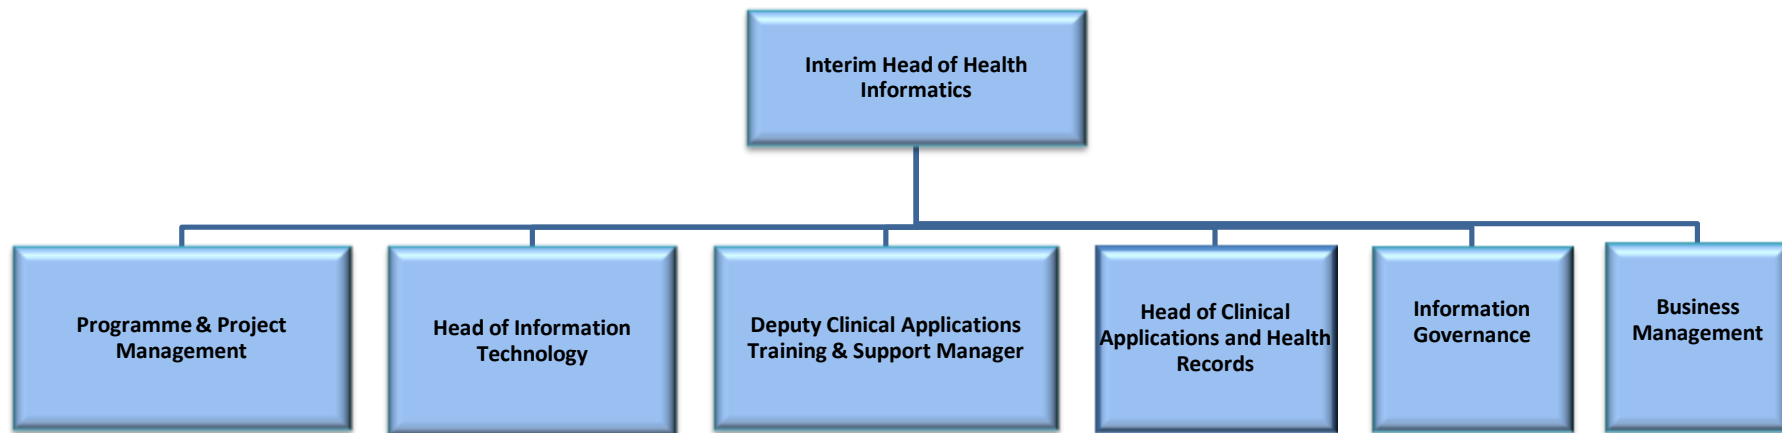 Interim Head of Health
Informatics
Programme & Project
Management
Head of Information
Technology
Deputy Clinical Applications
Training & Support Manager
Head of Clinical
Applications and Health
Records
Information
Governance
Business
Management